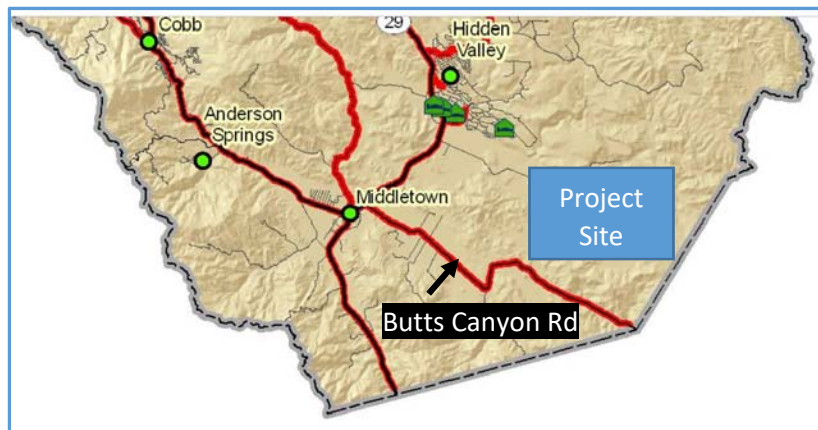 Cobb
29
Hidden
Valley
Anderson
Springs
Project
Site
Middletown
Butts Canyon Rd